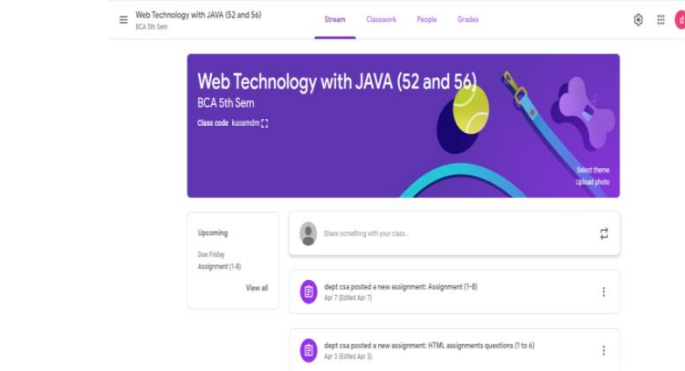 Web Technology with JAVA (52 and 56)
BCA 5th Sem
Stream Classwork People Grades
d
Web Technology with JAVA (52 and 56)
BCA 5th Sem
Class code kuoamdm
Select theme
Upload photo
Upcoming
Due Friday
Assignment (1-8)
View all
Share something with your class...
dept csa posted a new assignment: Assignment (1-8)
Apr 7 (Edited Apr 7)
dept csa posted a new assignment: HTML assignments questions (1 to 6)
Apr 3 (Edited Apr 3)